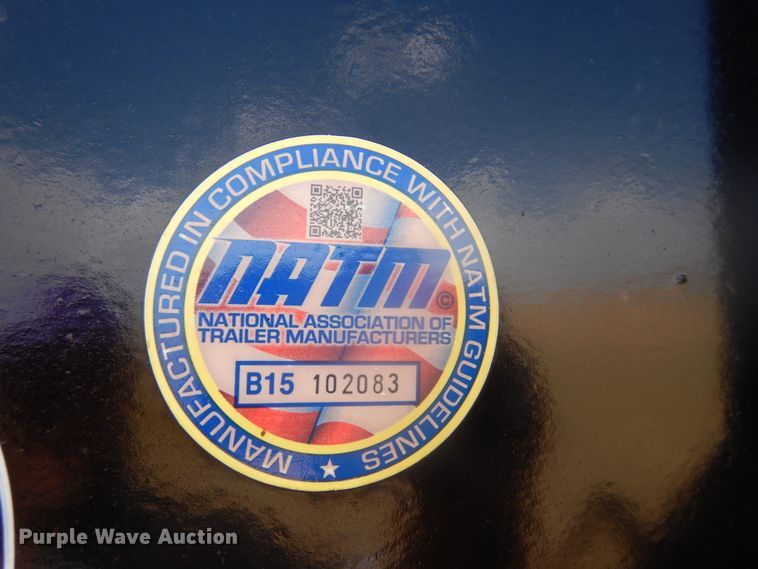 MANUFACTURED IN COMPLIANCE WITH NATM GUIDELINES
NATM ©
NATIONAL ASSOCIATION OF
TRAILER MANUFACTURERS
B15 102083
Purple Wave Auction